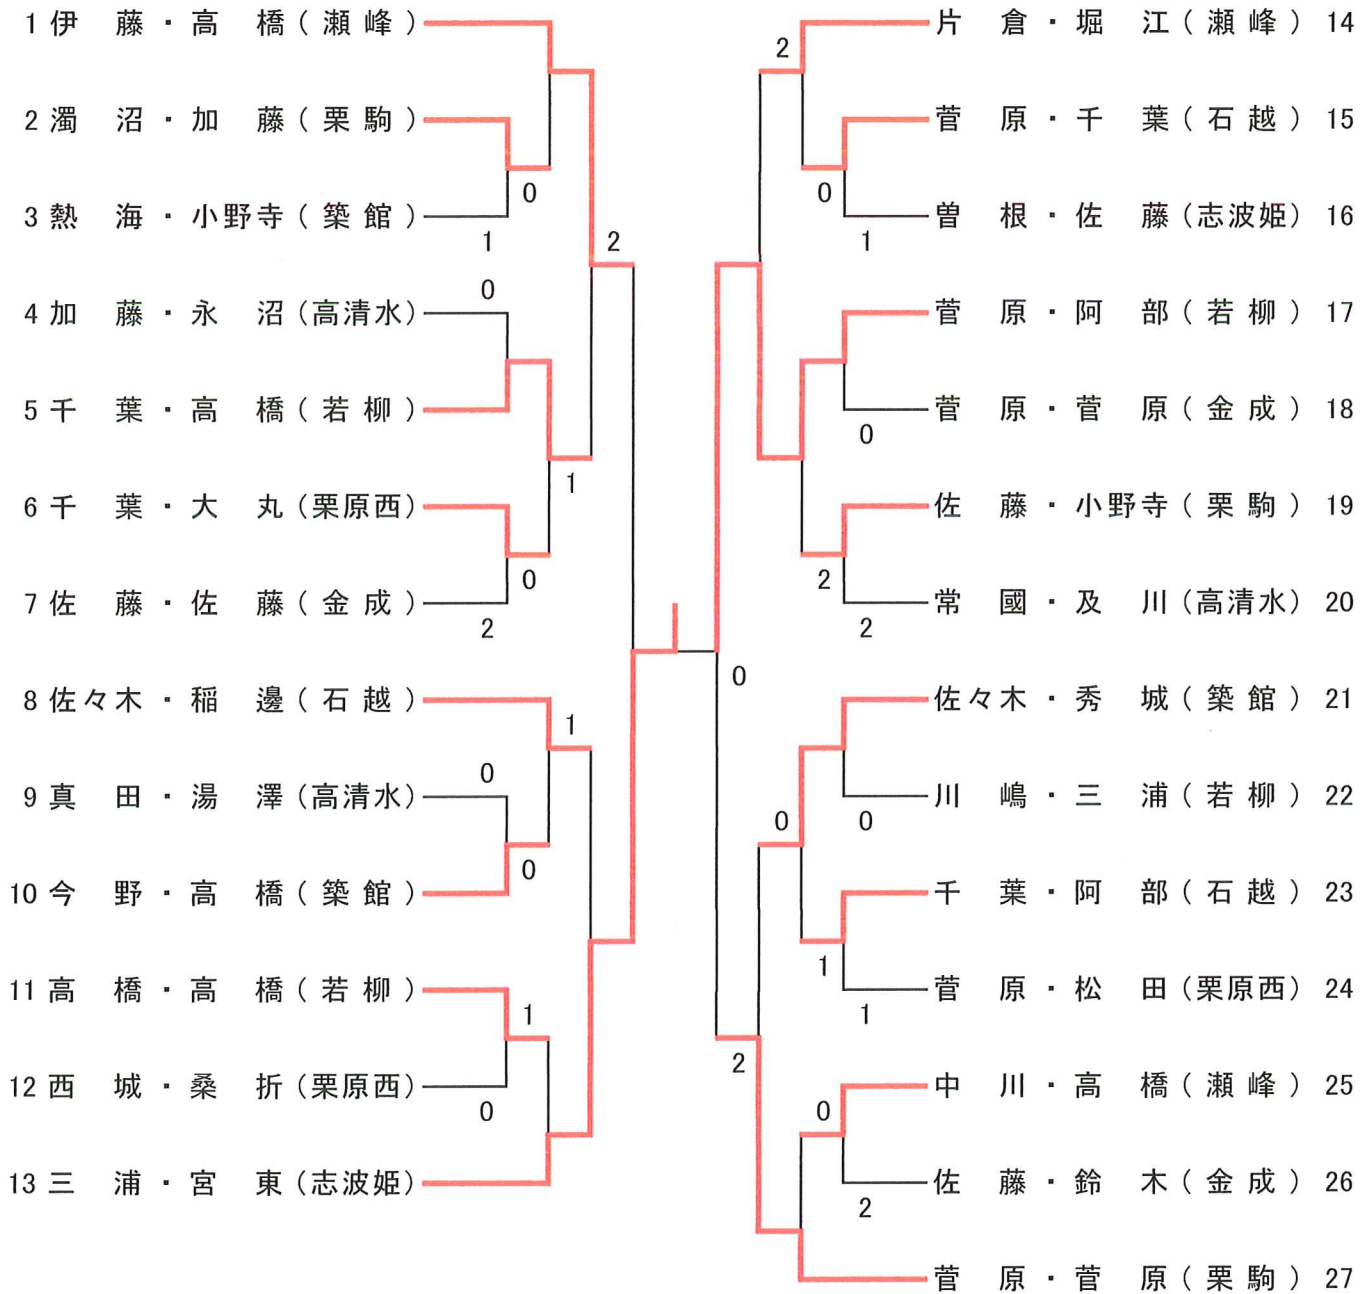 1 伊 藤・高 橋(瀬峰)
2 濁 沼・加 藤(栗駒)
0
3 熱 海・小野寺(築館)
1
2
0
4 加 藤・永 沼(高清水)
5 千 葉・高 橋(若柳)
1
6 千 葉・大 丸(栗原西)
0
7 佐 藤・佐 藤(金成)
2
8 佐々木・稲 邊(石越)
1
0
9 真 田・湯 澤(高清水)
0
10 今 野・高 橋(築館)
11 高 橋・高 橋(若柳)
1
12 西 城・桑 折(栗原西)
0
13 三 浦・宮 東(志波姫)
0
片 倉・堀 江(瀬峰) 14
2
菅 原・千 葉(石越) 15
0
曽 根・佐 藤(志波姫) 16
1
菅 原・阿 部(若柳) 17
菅 原・菅 原(金成) 18
0
佐 藤・小野寺(栗駒) 19
2
常 國・及 川(高清水) 20
2
佐々木・秀 城(築館) 21
川 嶋・三 浦(若柳) 22
0
0
千 葉・阿 部(石越) 23
1
菅 原・松 田(栗原西) 24
1
2
中 川・高 橋(瀬峰) 25
0
佐 藤・鈴 木(金成) 26
2
菅 原・菅 原(栗駒) 27